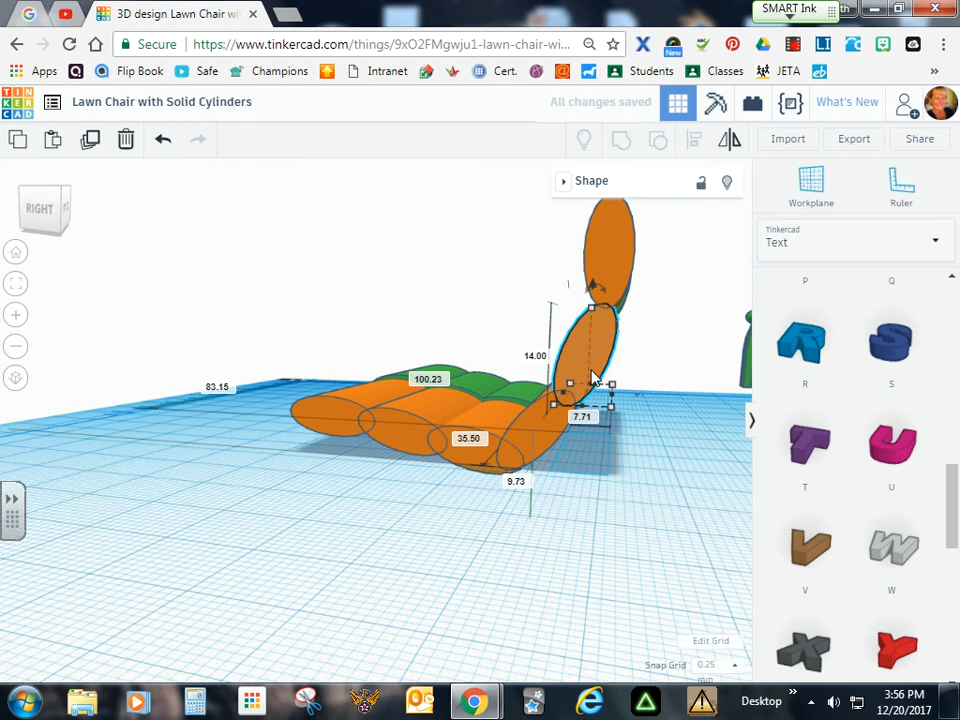 SMART Ink
th
3D design Lawn Chair wi
Secure
https://www.tinkercad.com/things/9xO2FMgwju1-lawn-chair-wi...
New
Apps
Flip Book
Safe
Champions
Intranet
Cert.
Students
Classes
JETA
»
TIN
KER
CAD
Lawn Chair with Solid Cylinders
All changes saved
What's New
Import
Export
Share
Shape
RIGHT
Workplane
Ruler
Tinkercad
Text
P
Q
R
S
T
U
V
W
14.00
83.15
100.23
7.71
35.50
9.73
Edit Grid
Snap Grid
0.25
mm
Desktop
»
3:56 PM
12/20/2017